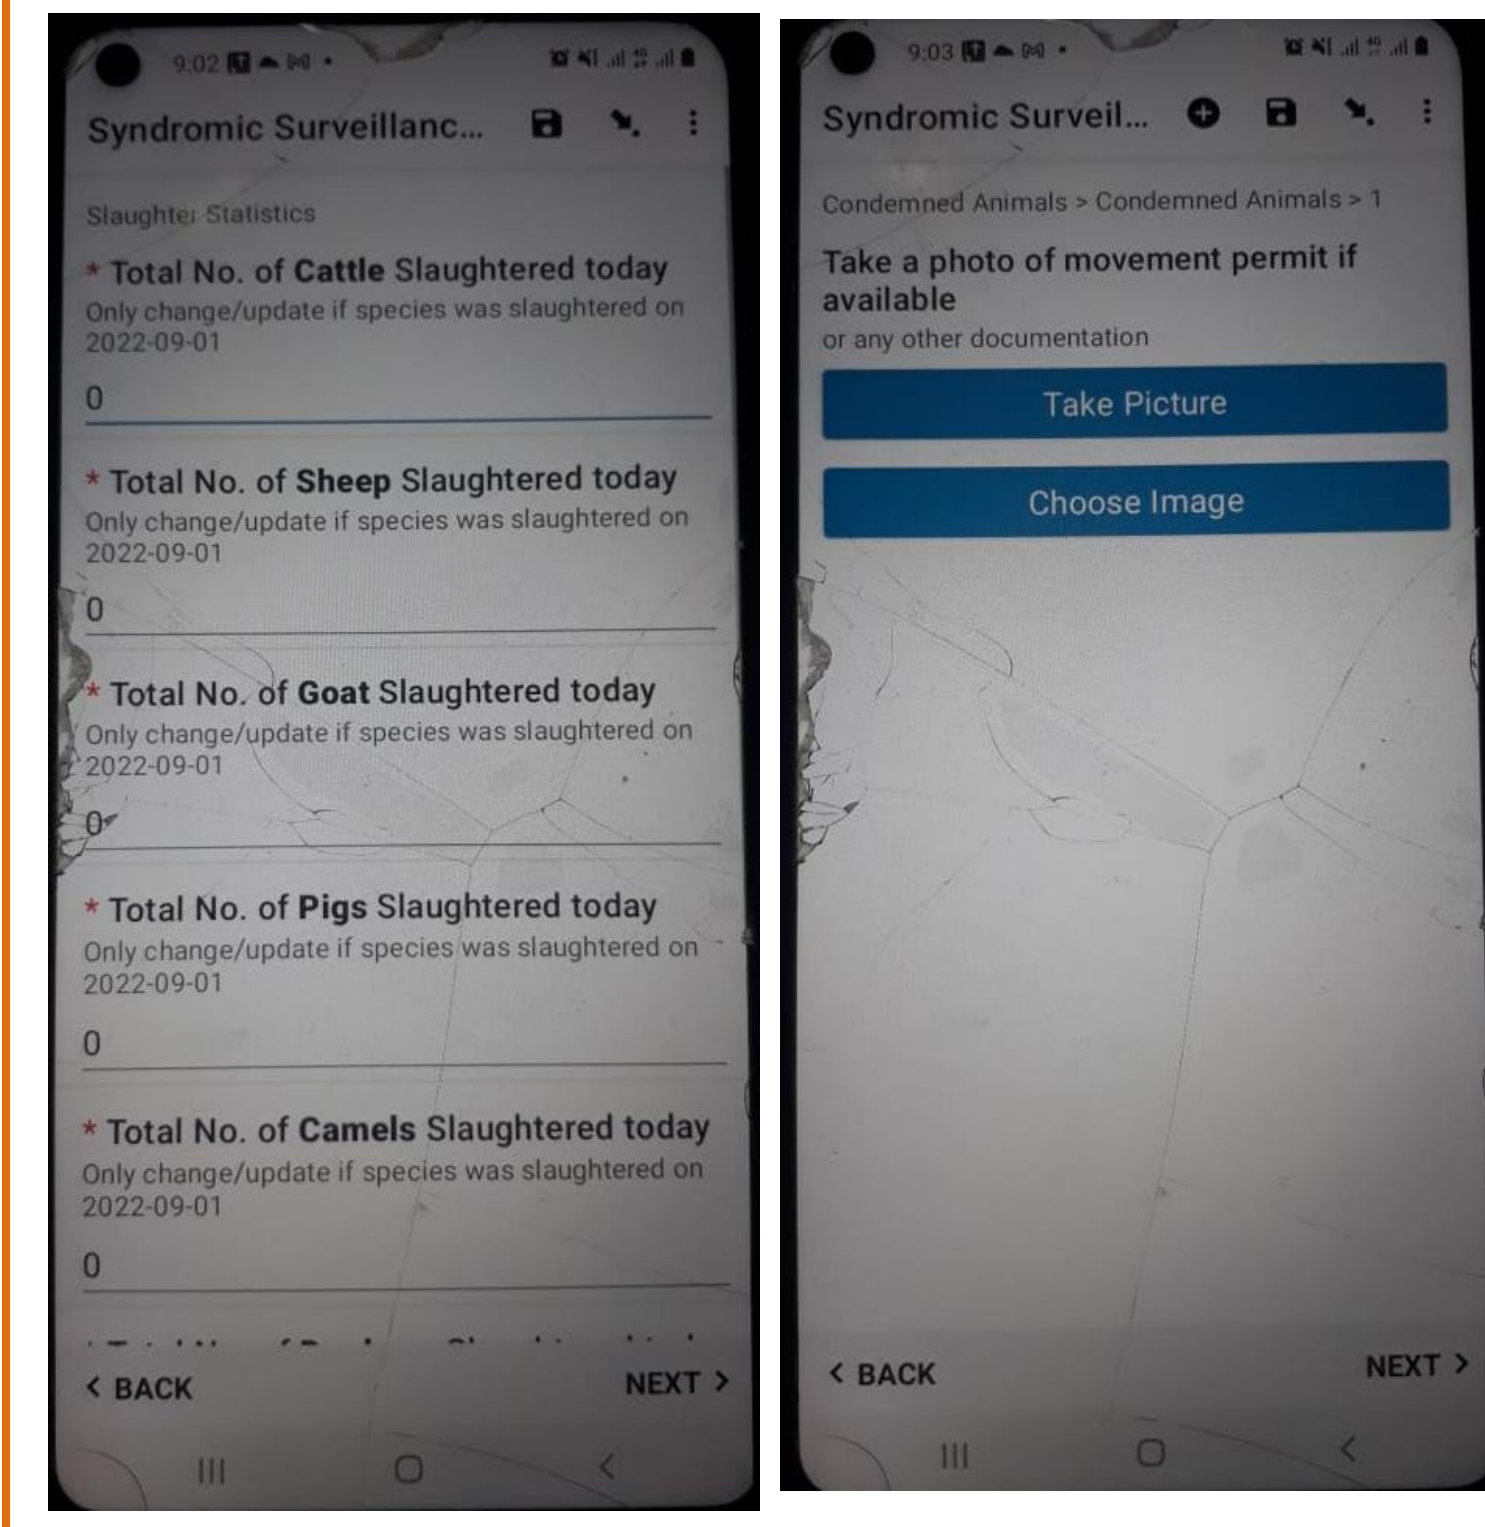 9:02
Syndromic Surveillanc...
Slaughter Statistics
* Total No. of Cattle Slaughtered today
Only change/update if species was slaughtered on
2022-09-01
0
* Total No. of Sheep Slaughtered today
Only change/update if species was slaughtered on
2022-09-01
0
* Total No. of Goat Slaughtered today
Only change/update if species was slaughtered on
2022-09-01
0
* Total No. of Pigs Slaughtered today
Only change/update if species was slaughtered on
2022-09-01
0
* Total No. of Camels Slaughtered today
Only change/update if species was slaughtered on
2022-09-01
0
< BACK
NEXT >
9:03
Syndromic Surveil...
Condemned Animals > Condemned Animals > 1
Take a photo of movement permit if
available
or any other documentation
Take Picture
Choose Image
< BACK
NEXT >